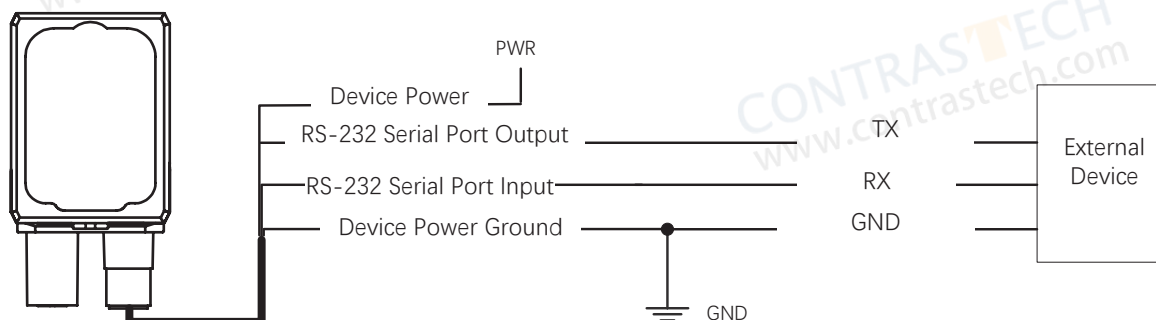 PWR
Device Power
RS-232 Serial Port Output
TX
RS-232 Serial Port Input
RX
Device Power Ground
GND
External
Device
GND
CONTRASTECH
www.contrastech.com